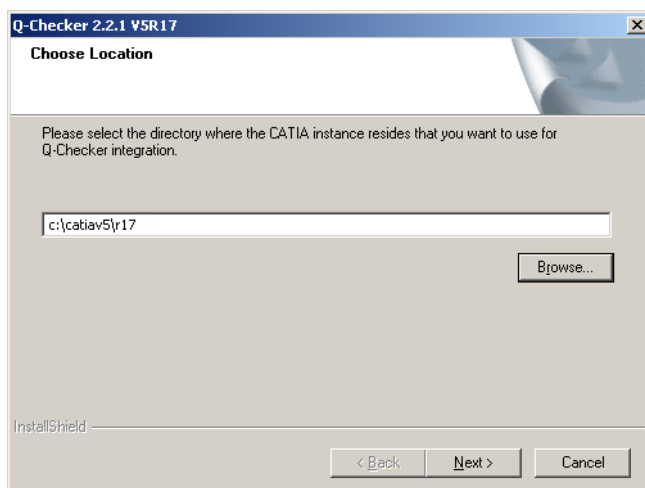 Q-Checker 2.2.1 V5R17
Choose Location
Please select the directory where the CATIA instance resides that you want to use for
Q-Checker integration.
c:\catiav5\r17
Browse...
InstallShield
< Back
Next >
Cancel